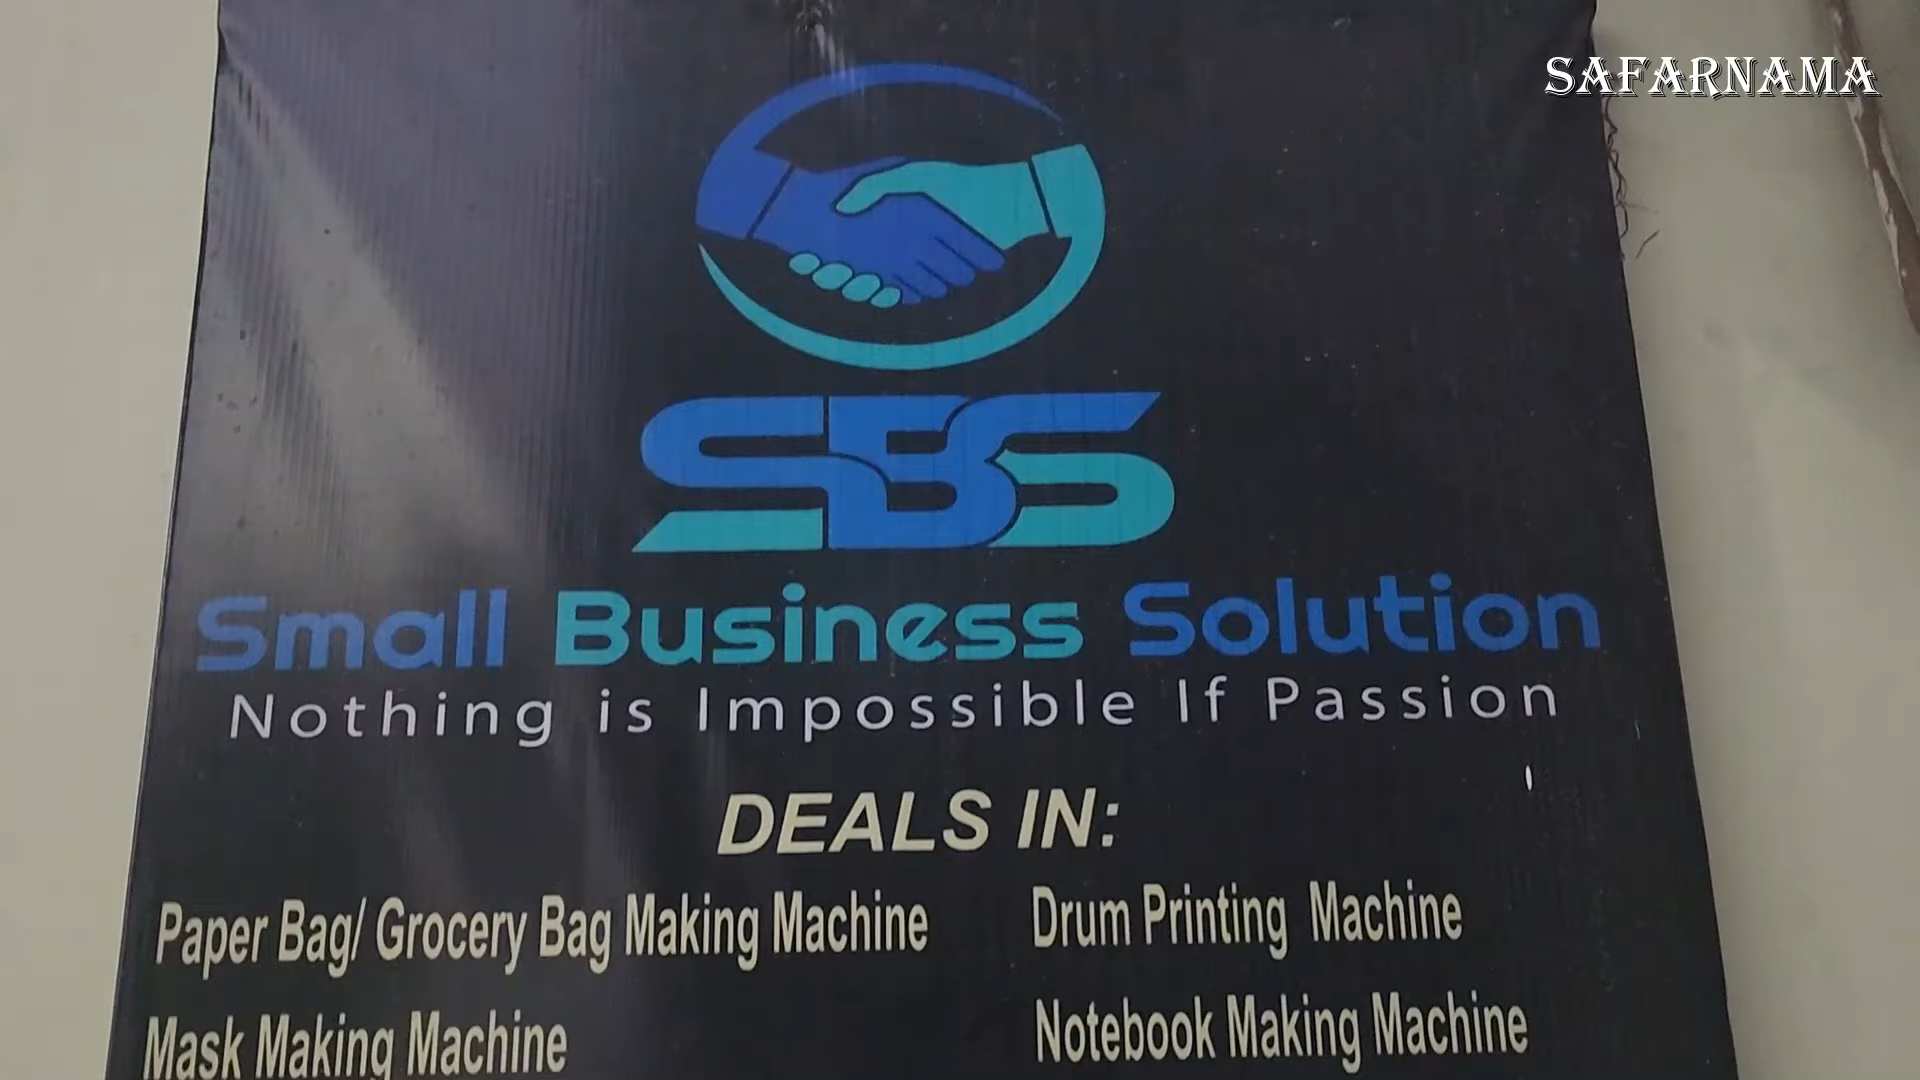 SAFARNAMA
SBS
Small Business Solution
Nothing is Impossible If Passion
DEALS IN:
Paper Bag/ Grocery Bag Making Machine
Drum Printing Machine
Mask Making Machine
Notebook Making Machine